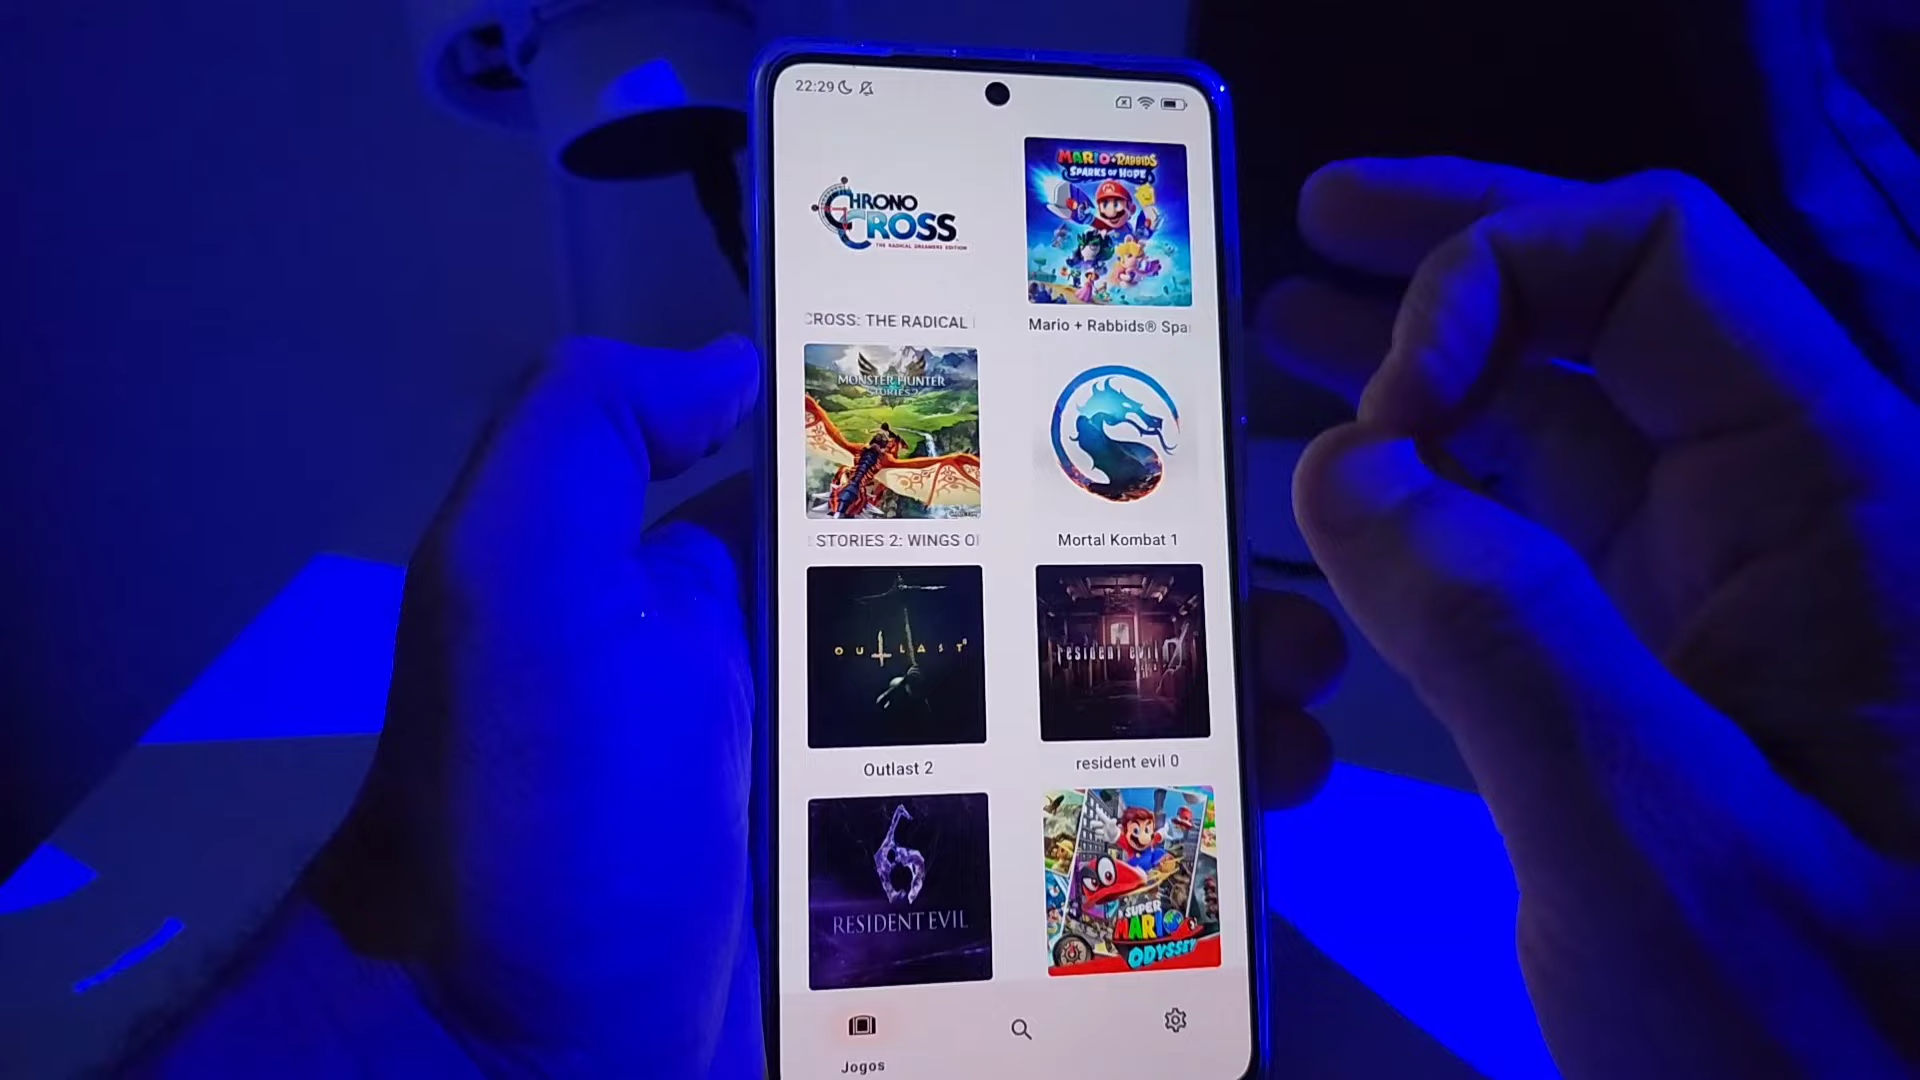 22:29
CHRONO
CROSS
THE RADICAL DREAMERS EDITION
MARIO + RABBIDS
SPARKS OF HOPE
CROSS: THE RADICAL
Mario + Rabbids® Spa
MONSTER HUNTER
STORIES 2
STORIES 2: WINGS O
Mortal Kombat 1
OUTLAST
resident evil 0
Outlast 2
resident evil 0
6
RESIDENT EVIL
SUPER
MARIO
ODYSSEY
Jogos